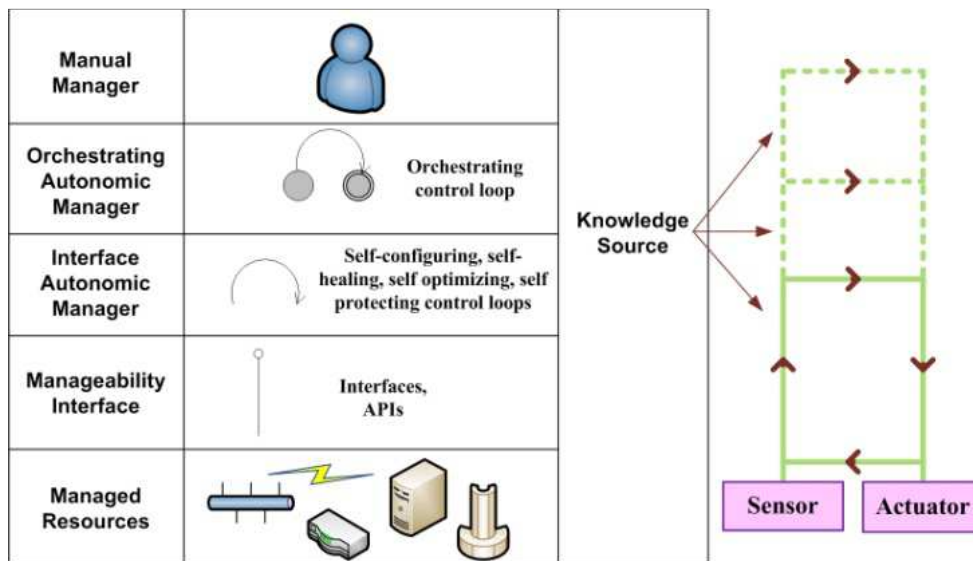 Manual
Manager
Orchestrating
Autonomic
Manager
Orchestrating
control loop
Interface
Autonomic
Manager
Self-configuring, self-
healing, self optimizing, self
protecting control loops
Manageability
Interface
Interfaces,
APIs
Managed
Resources
Knowledge
Source
Sensor
Actuator